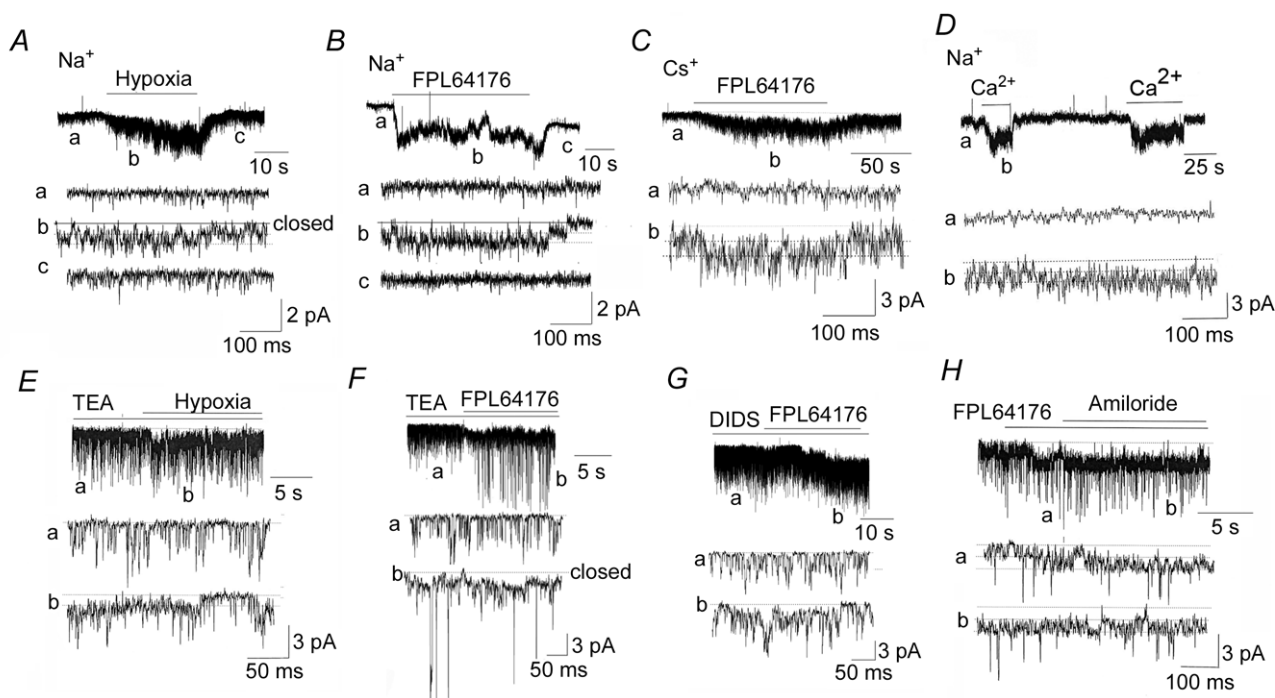 A
Na+
Hypoxia
a
b
c
10 s
a
b
closed
c
2 pA
100 ms
B
Na+
FPL64176
a
b
c
10 s
a
b
c
2 pA
100 ms
C
Cs+
FPL64176
a
b
50 s
a
b
3 pA
100 ms
D
Na+
Ca2+
Ca2+
a
b
25 s
a
b
3 pA
100 ms
E
TEA
Hypoxia
a
b
5 s
a
b
3 pA
50 ms
F
TEA
FPL64176
a
b
5 s
a
b
closed
3 pA
50 ms
G
DIDS
FPL64176
a
b
10 s
a
b
3 pA
50 ms
H
FPL64176
Amiloride
a
b
5 s
a
b
3 pA
100 ms